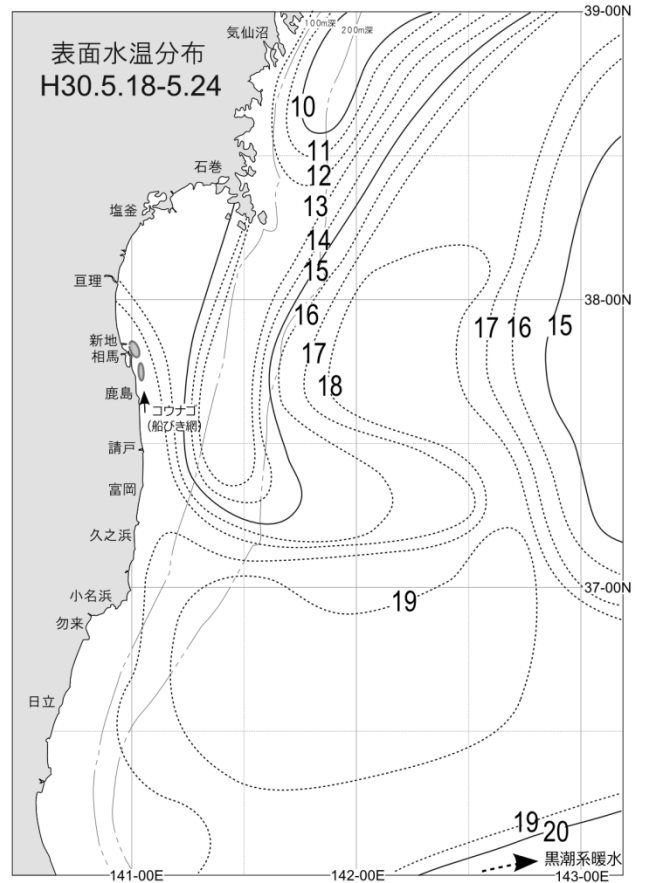 39-00N
気仙沼
100m深
200m深
表面水温分布
H30.5.18-5.24
10
11
石巻
12
13
塩釜
14
15
亘理
38-00N
16
17
16
15
新地
相馬
17
18
鹿島
コウナゴ
(船びき網)
請戸
富岡
久之浜
37-00N
小名浜
19
勿来
日立
19
20
黒潮系暖水
141-00E
142-00E
143-00E